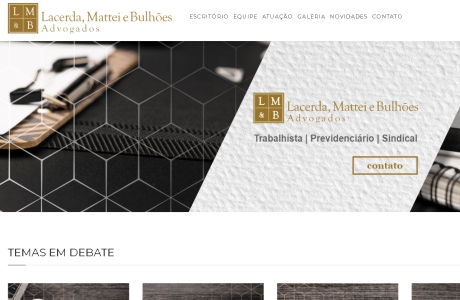 L M
& B
Lacerda, Mattei e Bulhões
Advogados
ESCRITÓRIO EQUIPE ATUAÇÃO GALERIA NOVIDADES CONTATO
L M
& B
Lacerda, Mattei e Bulhões
Advogados
Trabalhista | Previdenciário | Sindical
contato
TEMAS EM DEBATE